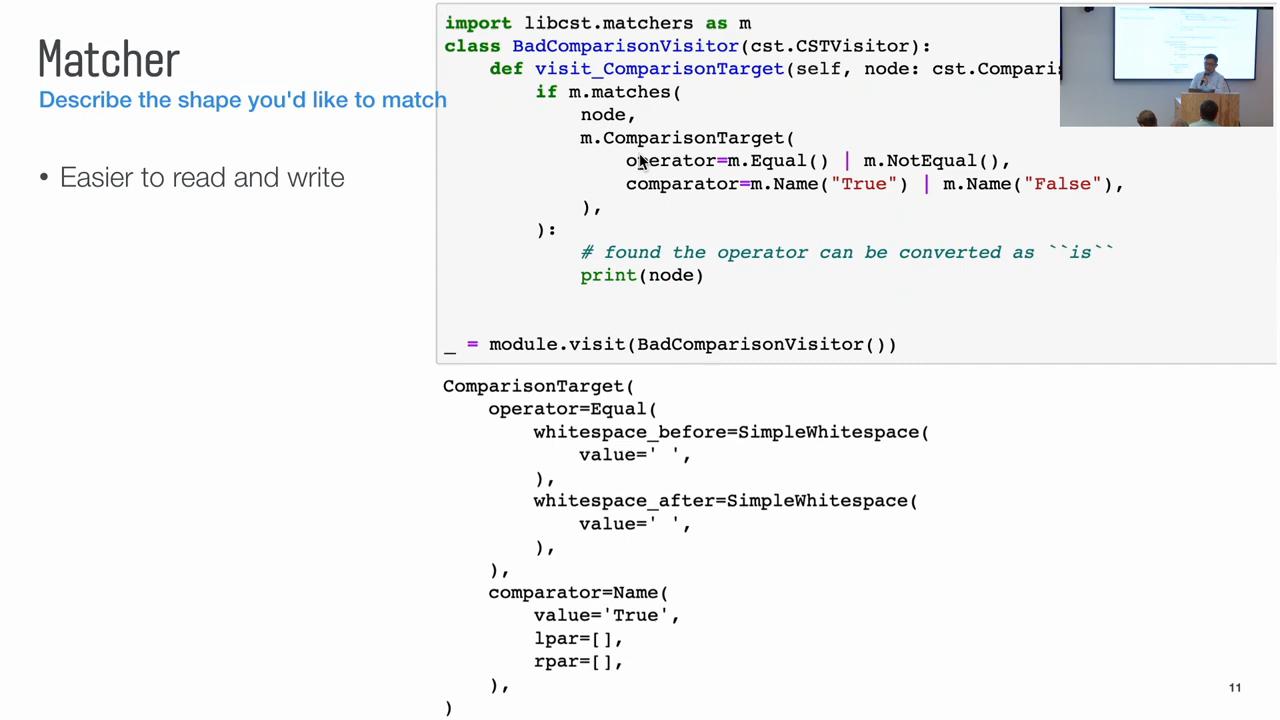 Matcher
Describe the shape you'd like to match
• Easier to read and write
import libcst.matchers as m
class BadComparisonVisitor(cst.CSTVisitor):
def visit_ComparisonTarget(self, node: cst.Comparis
if m.matches(
node,
m.ComparisonTarget(
operator=m.Equal() | m.NotEqual(),
comparator=m.Name("True") | m.Name("False"),
),
):
# found the operator can be converted as ``is``
print(node)
_ = module.visit(BadComparisonVisitor())
ComparisonTarget(
operator=Equal(
whitespace_before=SimpleWhitespace(
value=' ',
),
whitespace_after=SimpleWhitespace(
value=' ',
),
),
comparator=Name(
value='True',
lpar=[],
rpar=[],
),
)
11